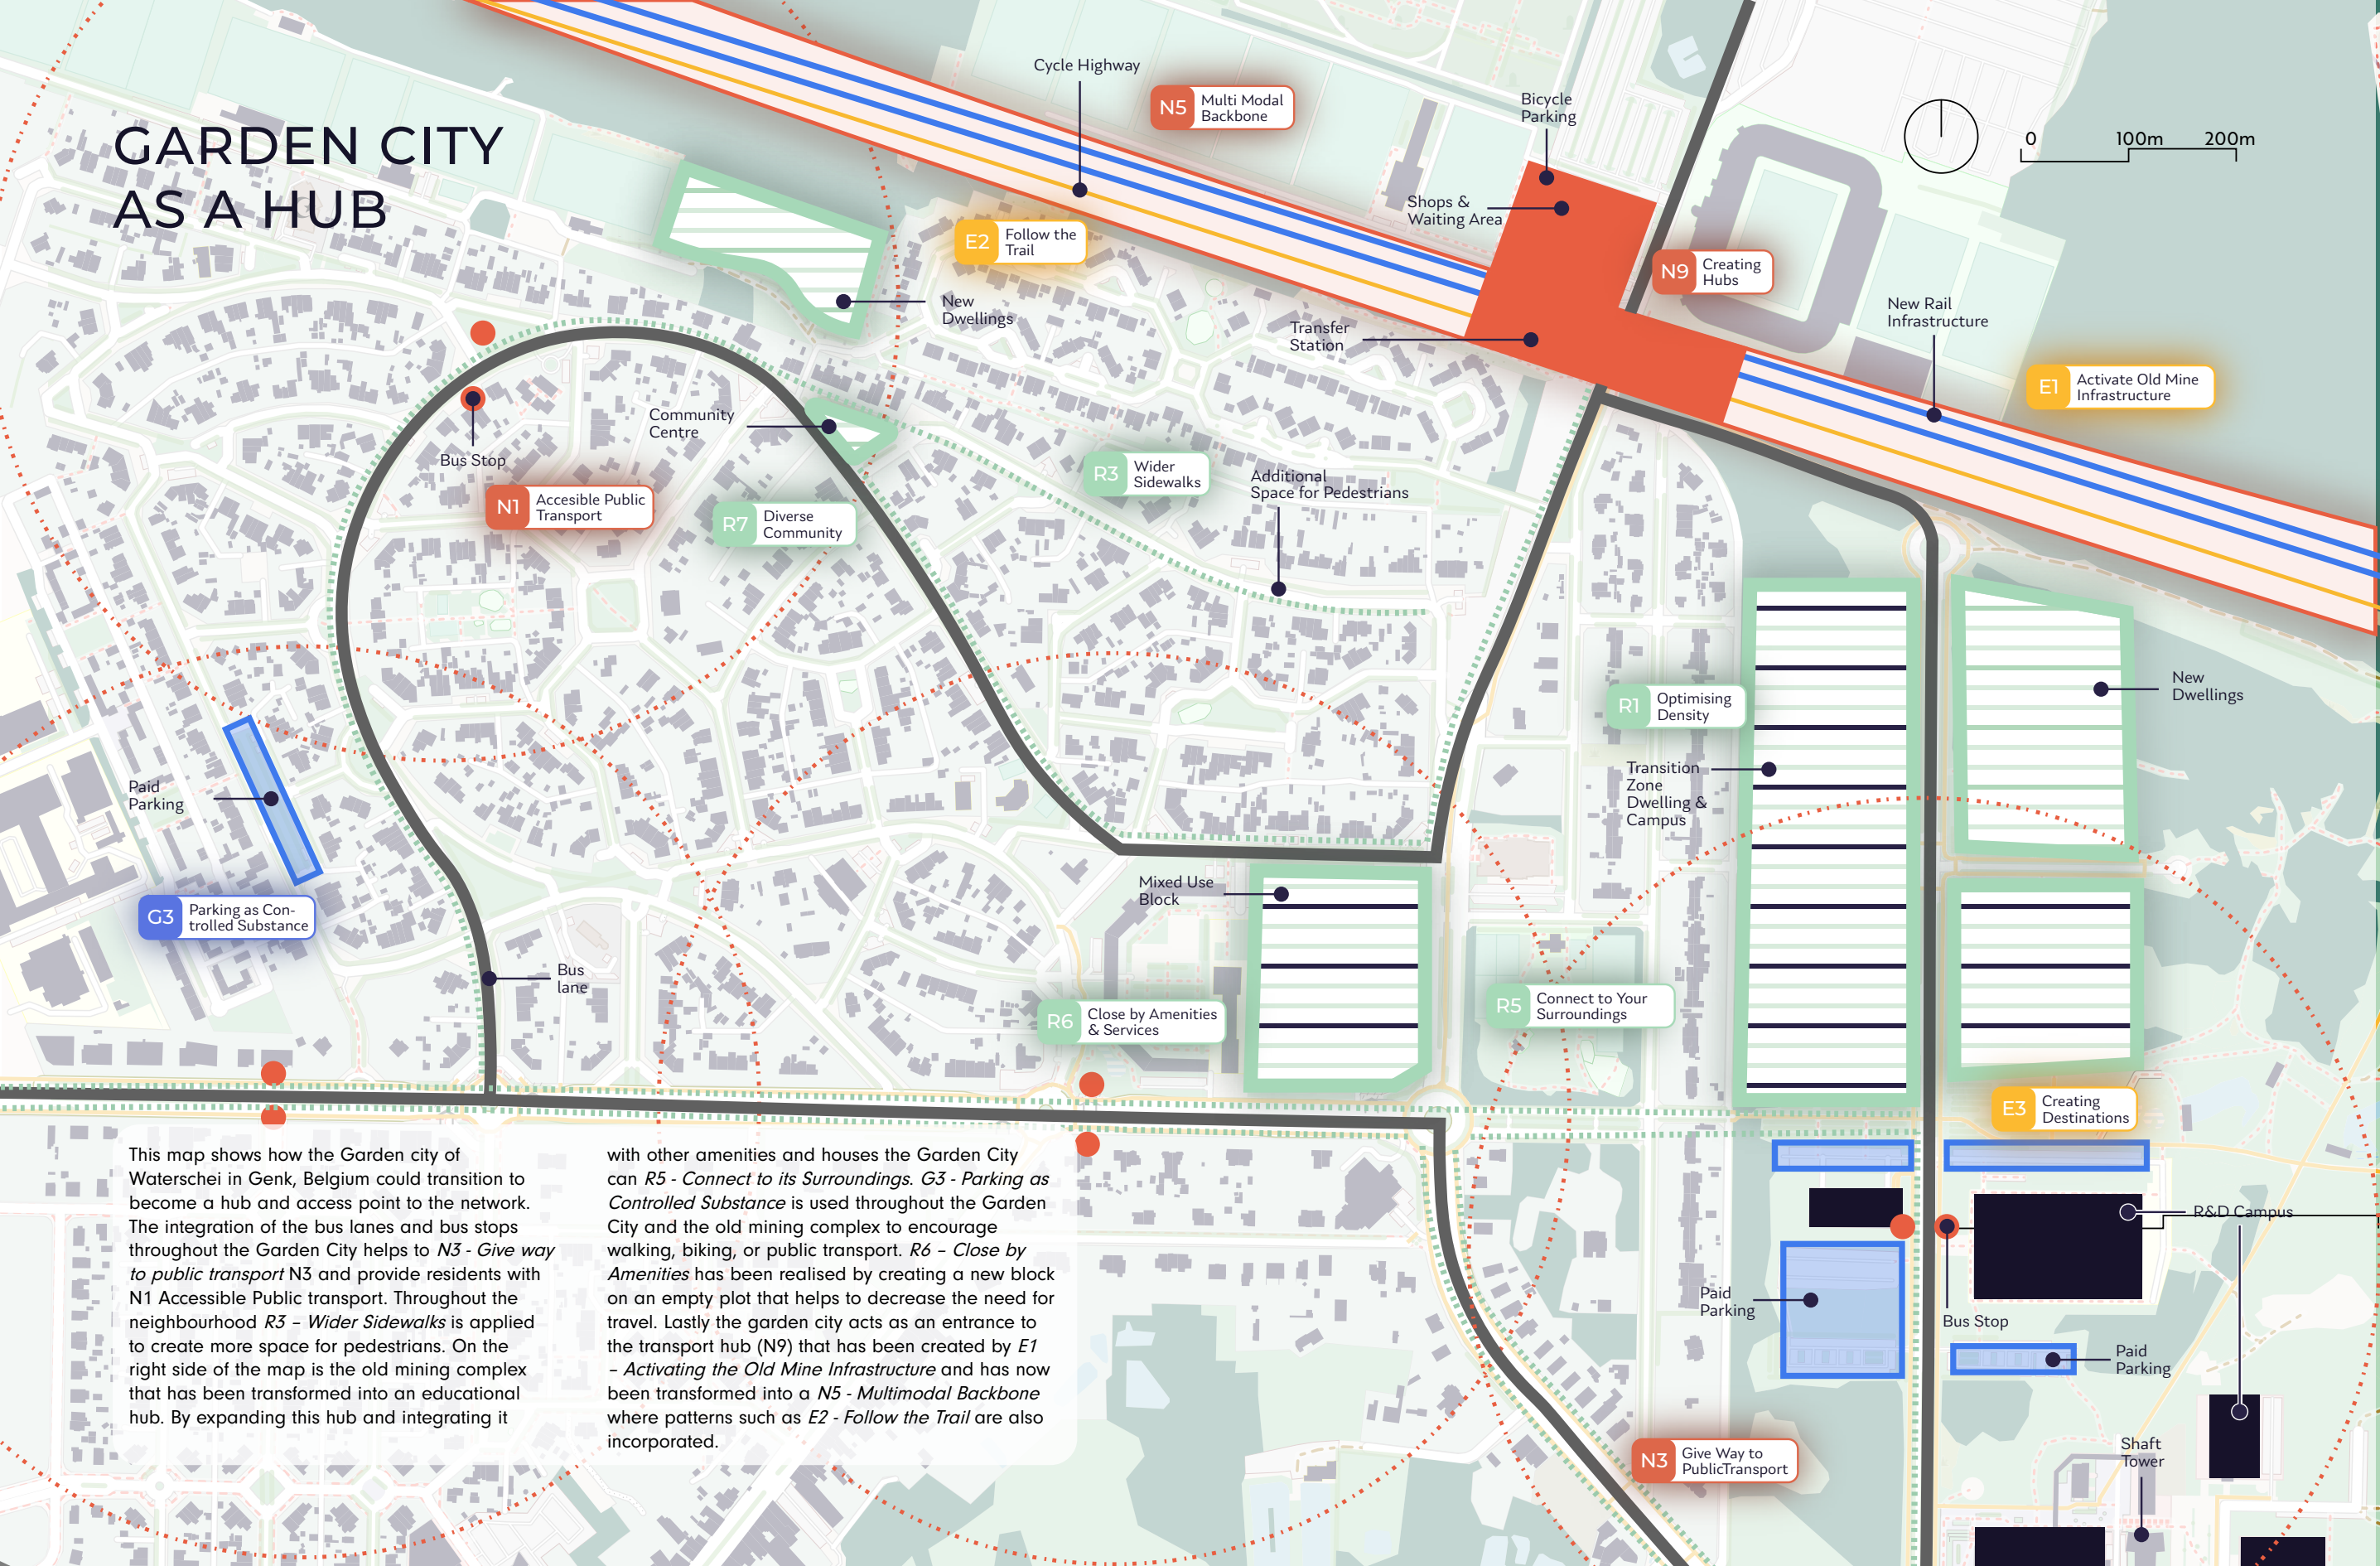 GARDEN CITY
AS A HUB
Cycle Highway
N5
Multi Modal
Backbone
Bicycle
Parking
0 100m 200m
Shops &
Waiting Area
E2
Follow the
Trail
N9
Creating
Hubs
New
Dwellings
New Rail
Infrastructure
Transfer
Station
E1
Activate Old Mine
Infrastructure
Community
Centre
Bus Stop
R3
Wider
Sidewalks
Additional
Space for Pedestrians
N1
Accesible Public
Transport
R7
Diverse
Community
New
Dwellings
R1
Optimising
Density
Transition
Zone
Dwelling &
Campus
Paid
Parking
Mixed Use
Block
G3
Parking as Con-
trolled Substance
Bus
lane
R6
Close by Amenities
& Services
R5
Connect to Your
Surroundings
E3
Creating
Destinations
This map shows how the Garden city of
Waterschei in Genk, Belgium could transition to
become a hub and access point to the network.
The integration of the bus lanes and bus stops
throughout the Garden City helps to N3 - Give way
to public transport N3 and provide residents with
N1 Accessible Public transport. Throughout the
neighbourhood R3 – Wider Sidewalks is applied
to create more space for pedestrians. On the
right side of the map is the old mining complex
that has been transformed into an educational
hub. By expanding this hub and integrating it
with other amenities and houses the Garden City
can R5 - Connect to its Surroundings. G3 - Parking as
Controlled Substance is used throughout the Garden
City and the old mining complex to encourage
walking, biking, or public transport. R6 – Close by
Amenities has been realised by creating a new block
on an empty plot that helps to decrease the need for
travel. Lastly the garden city acts as an entrance to
the transport hub (N9) that has been created by E1
– Activating the Old Mine Infrastructure and has now
been transformed into a N5 - Multimodal Backbone
where patterns such as E2 - Follow the Trail are also
incorporated.
R&D Campus
Paid
Parking
Bus Stop
Paid
Parking
N3
Give Way to
PublicTransport
Shaft
Tower